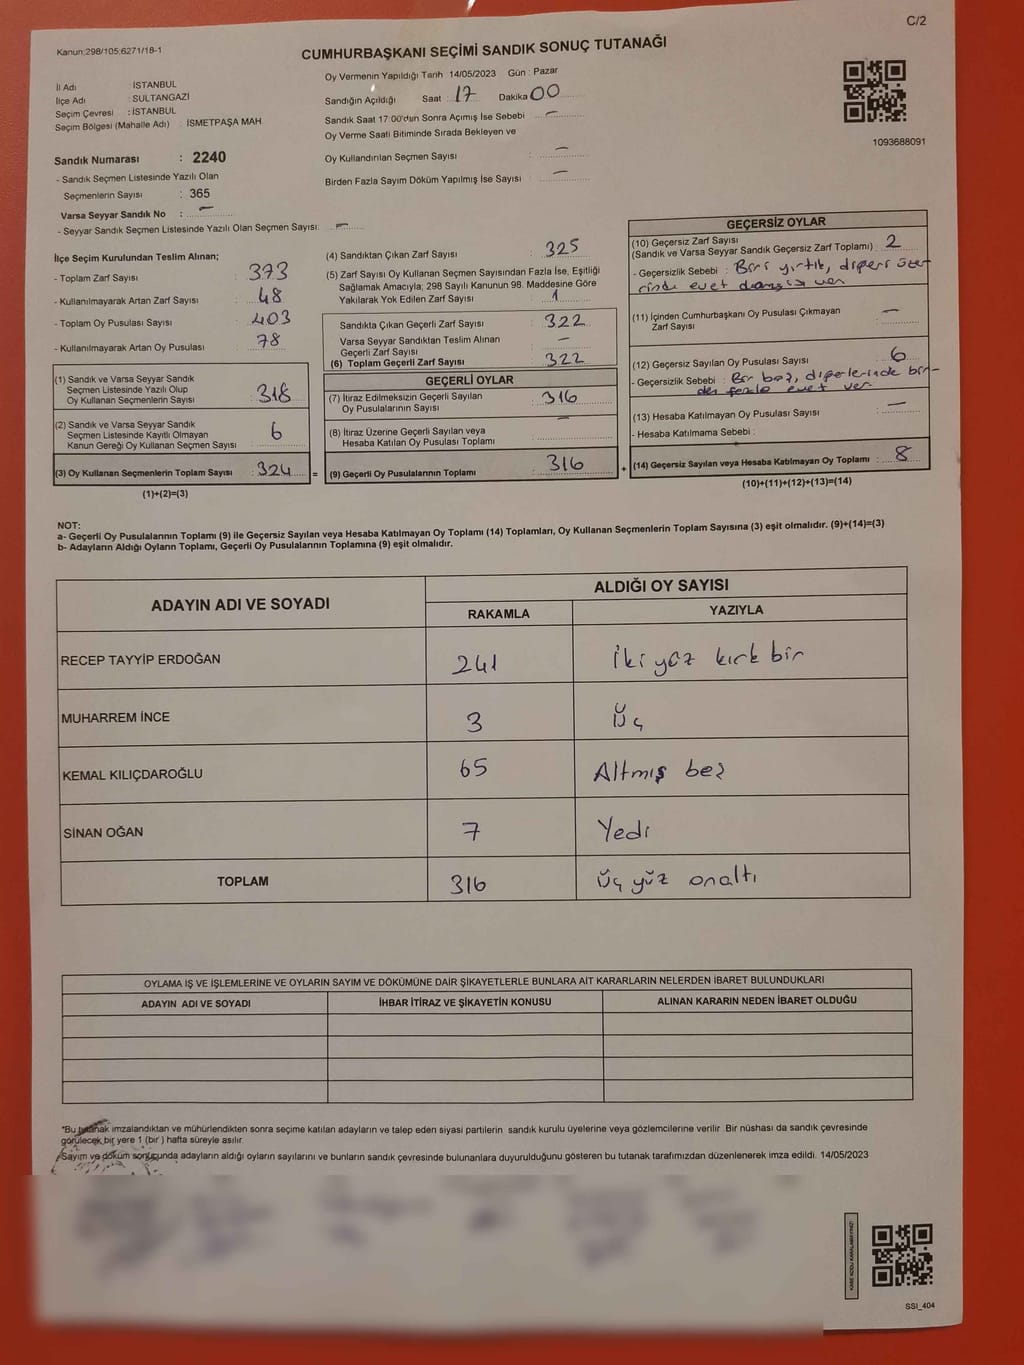 C/2
Kanun:298/105;6271/18-1
CUMHURBAŞKANI SEÇİMİ SANDIK SONUÇ TUTANAĞI
İl Adı İSTANBUL
İlçe Adı : SULTANGAZİ
Seçim Çevresi : İSTANBUL
Seçim Bölgesi (Mahalle Adı) : İSMETPAŞA MAH.
Sandık Numarası : 2240
- Sandık Seçmen Listesinde Yazılı Olan
Seçmenlerin Sayısı : 365
Varsa Seyyar Sandık No : -
- Seyyar Sandık Seçmen Listesinde Yazılı Olan Seçmen Sayısı: -
Oy Vermenin Yapıldığı Tarih 14/05/2023 Gün : Pazar
Sandığın Açıldığı Saat : 17 Dakika 00
Sandık Saat 17:00'dan Sonra Açımış İse Sebebi : -
Oy Verme Saati Bitiminde Sırada Bekleyen ve
Oy Kullandırılan Seçmen Sayısı : -
Birden Fazla Sayım Döküm Yapılmış İse Sayısı : -
1093688091
İlçe Seçim Kurulundan Teslim Alınan;
- Toplam Zarf Sayısı : 373
- Kullanılmayarak Artan Zarf Sayısı : 48
- Toplam Oy Pusulası Sayısı : 403
- Kullanılmayarak Artan Oy Pusulası : 78
(1) Sandık ve Varsa Seyyar Sandık
Seçmen Listesinde Yazılı Olup
Oy Kullanan Seçmenlerin Sayısı : 318
(2) Sandık ve Varsa Seyyar Sandık
Seçmen Listesinde Kayıtlı Olmayan
Kanun Gereği Oy Kullanan Seçmen Sayısı : 6
(3) Oy Kullanan Seçmenlerin Toplam Sayısı : 324 =
(1)+(2)=(3)
(4) Sandıktan Çıkan Zarf Sayısı : 325
(5) Zarf Sayısı Oy Kullanan Seçmen Sayısından Fazla İse, Eşitliği
Sağlamak Amacıyla; 298 Sayılı Kanunun 98. Maddesine Göre
Yakılarak Yok Edilen Zarf Sayısı : 1
Sandıkta Çıkan Geçerli Zarf Sayısı : 322
Varsa Seyyar Sandıktan Teslim Alınan
Geçerli Zarf Sayısı : -
(6) Toplam Geçerli Zarf Sayısı : 322
GEÇERLİ OYLAR
(7) İtiraz Edilmeksizin Geçerli Sayılan
Oy Pusulalarının Sayısı : 316
(8) İtiraz Üzerine Geçerli Sayılan veya
Hesaba Katılan Oy Pusulası Toplamı :
(9) Geçerli Oy Pusulalarının Toplamı : 316 +
GEÇERSİZ OYLAR
(10) Geçersiz Zarf Sayısı
(Sandık ve Varsa Seyyar Sandık Geçersiz Zarf Toplamı) : 2
- Geçersizlik Sebebi : Biri yırtık, diğeri üze-
rinde evet damgası var
(11) İçinden Cumhurbaşkanı Oy Pusulası Çıkmayan
Zarf Sayısı : -
(12) Geçersiz Sayılan Oy Pusulası Sayısı : 6
- Geçersizlik Sebebi : Bir boş, diğerlerinde bir-
den fazla evet var
(13) Hesaba Katılmayan Oy Pusulası Sayısı : -
- Hesaba Katılmama Sebebi :
(14) Geçersiz Sayılan veya Hesaba Katılmayan Oy Toplamı : 8
(10)+(11)+(12)+(13)=(14)
NOT:
a- Geçerli Oy Pusulalarının Toplamı (9) ile Geçersiz Sayılan veya Hesaba Katılmayan Oy Toplamı (14) Toplamları, Oy Kullanan Seçmenlerin Toplam Sayısına (3) eşit olmalıdır. (9)+(14)=(3)
b- Adayların Aldığı Oyların Toplamı, Geçerli Oy Pusulalarının Toplamına (9) eşit olmalıdır.
ADAYIN ADI VE SOYADI
ALDIĞI OY SAYISI
RAKAMLA YAZIYLA
RECEP TAYYİP ERDOĞAN 241 İki yüz kırk bir
MUHARREM İNCE 3 Üç
KEMAL KILIÇDAROĞLU 65 Altmış beş
SİNAN OĞAN 7 Yedi
TOPLAM 316 Üç yüz onaltı
OYLAMA İŞ VE İŞLEMLERİNE VE OYLARIN SAYIM VE DÖKÜMÜNE DAİR ŞİKAYETLERLE BUNLARA AİT KARARLARIN NELERDEN İBARET BULUNDUKLARI
ADAYIN ADI VE SOYADI İHBAR İTİRAZ VE ŞİKAYETİN KONUSU ALINAN KARARIN NEDEN İBARET OLDUĞU
*Bu tutanak imzalandıktan ve mühürlendikten sonra seçime katılan adayların ve talep eden siyasi partilerin sandık kurulu üyelerine veya gözlemcilerine verilir. Bir nüshası da sandık çevresinde
görülecek bir yere 1 (bir ) hafta süreyle asılır.
Sayım ve döküm sonucunda adayların aldığı oyların sayılarını ve bunların sandık çevresinde bulunanlara duyurulduğunu gösteren bu tutanak tarafımızdan düzenlenerek imza edildi. 14/05/2023
KARE KODU KARALAMAYINIZ!
SSI_404